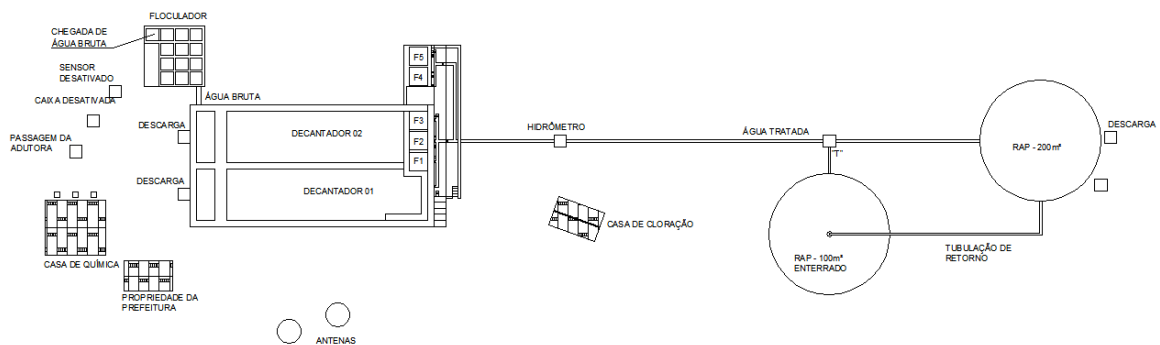 FLOCULADOR
CHEGADA DE
ÁGUA BRUTA
SENSOR
DESATIVADO
CAIXA DESATIVADA
PASSAGEM DA
ADUTORA
ÁGUA BRUTA
DESCARGA
DESCARGA
DECANTADOR 02
DECANTADOR 01
F5
F4
F3
F2
F1
HIDRÔMETRO
ÁGUA TRATADA
"T"
RAP - 200m³
DESCARGA
CASA DE CLORAÇÃO
RAP - 100m³
ENTERRADO
TUBULAÇÃO DE
RETORNO
CASA DE QUÍMICA
PROPRIEDADE DA
PREFEITURA
ANTENAS